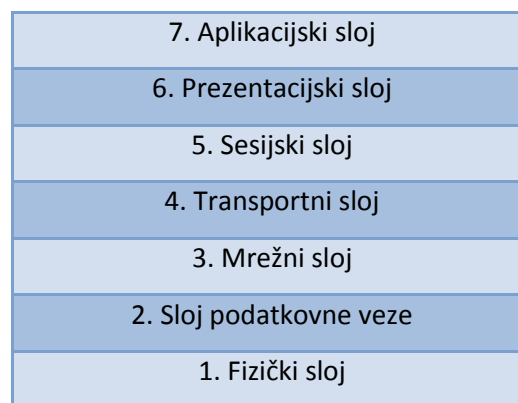 7. Aplikacijski sloj
6. Prezentacijski sloj
5. Sesijski sloj
4. Transportni sloj
3. Mrežni sloj
2. Sloj podatkovne veze
1. Fizički sloj